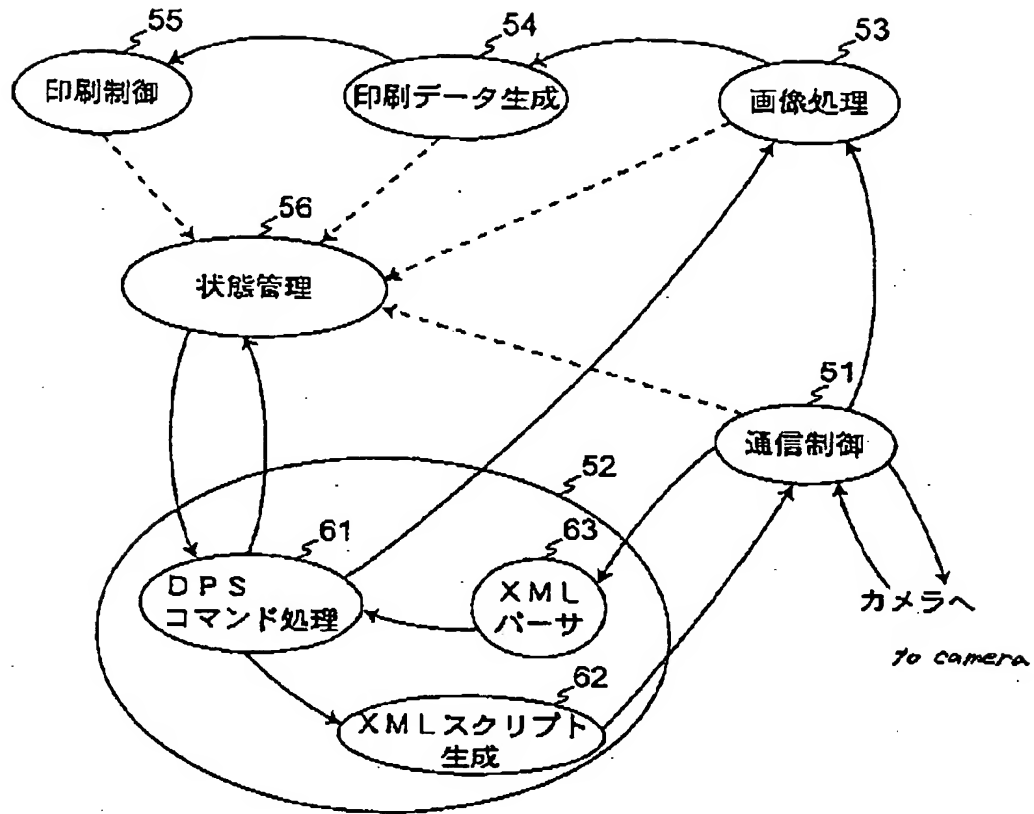 55
54
53
印刷制御
印刷データ生成
画像処理
56
状態管理
51
通信制御
52
61
63
DPS
コマンド処理
XML
パーサ
カメラへ
to camera
62
XMLスクリプト
生成